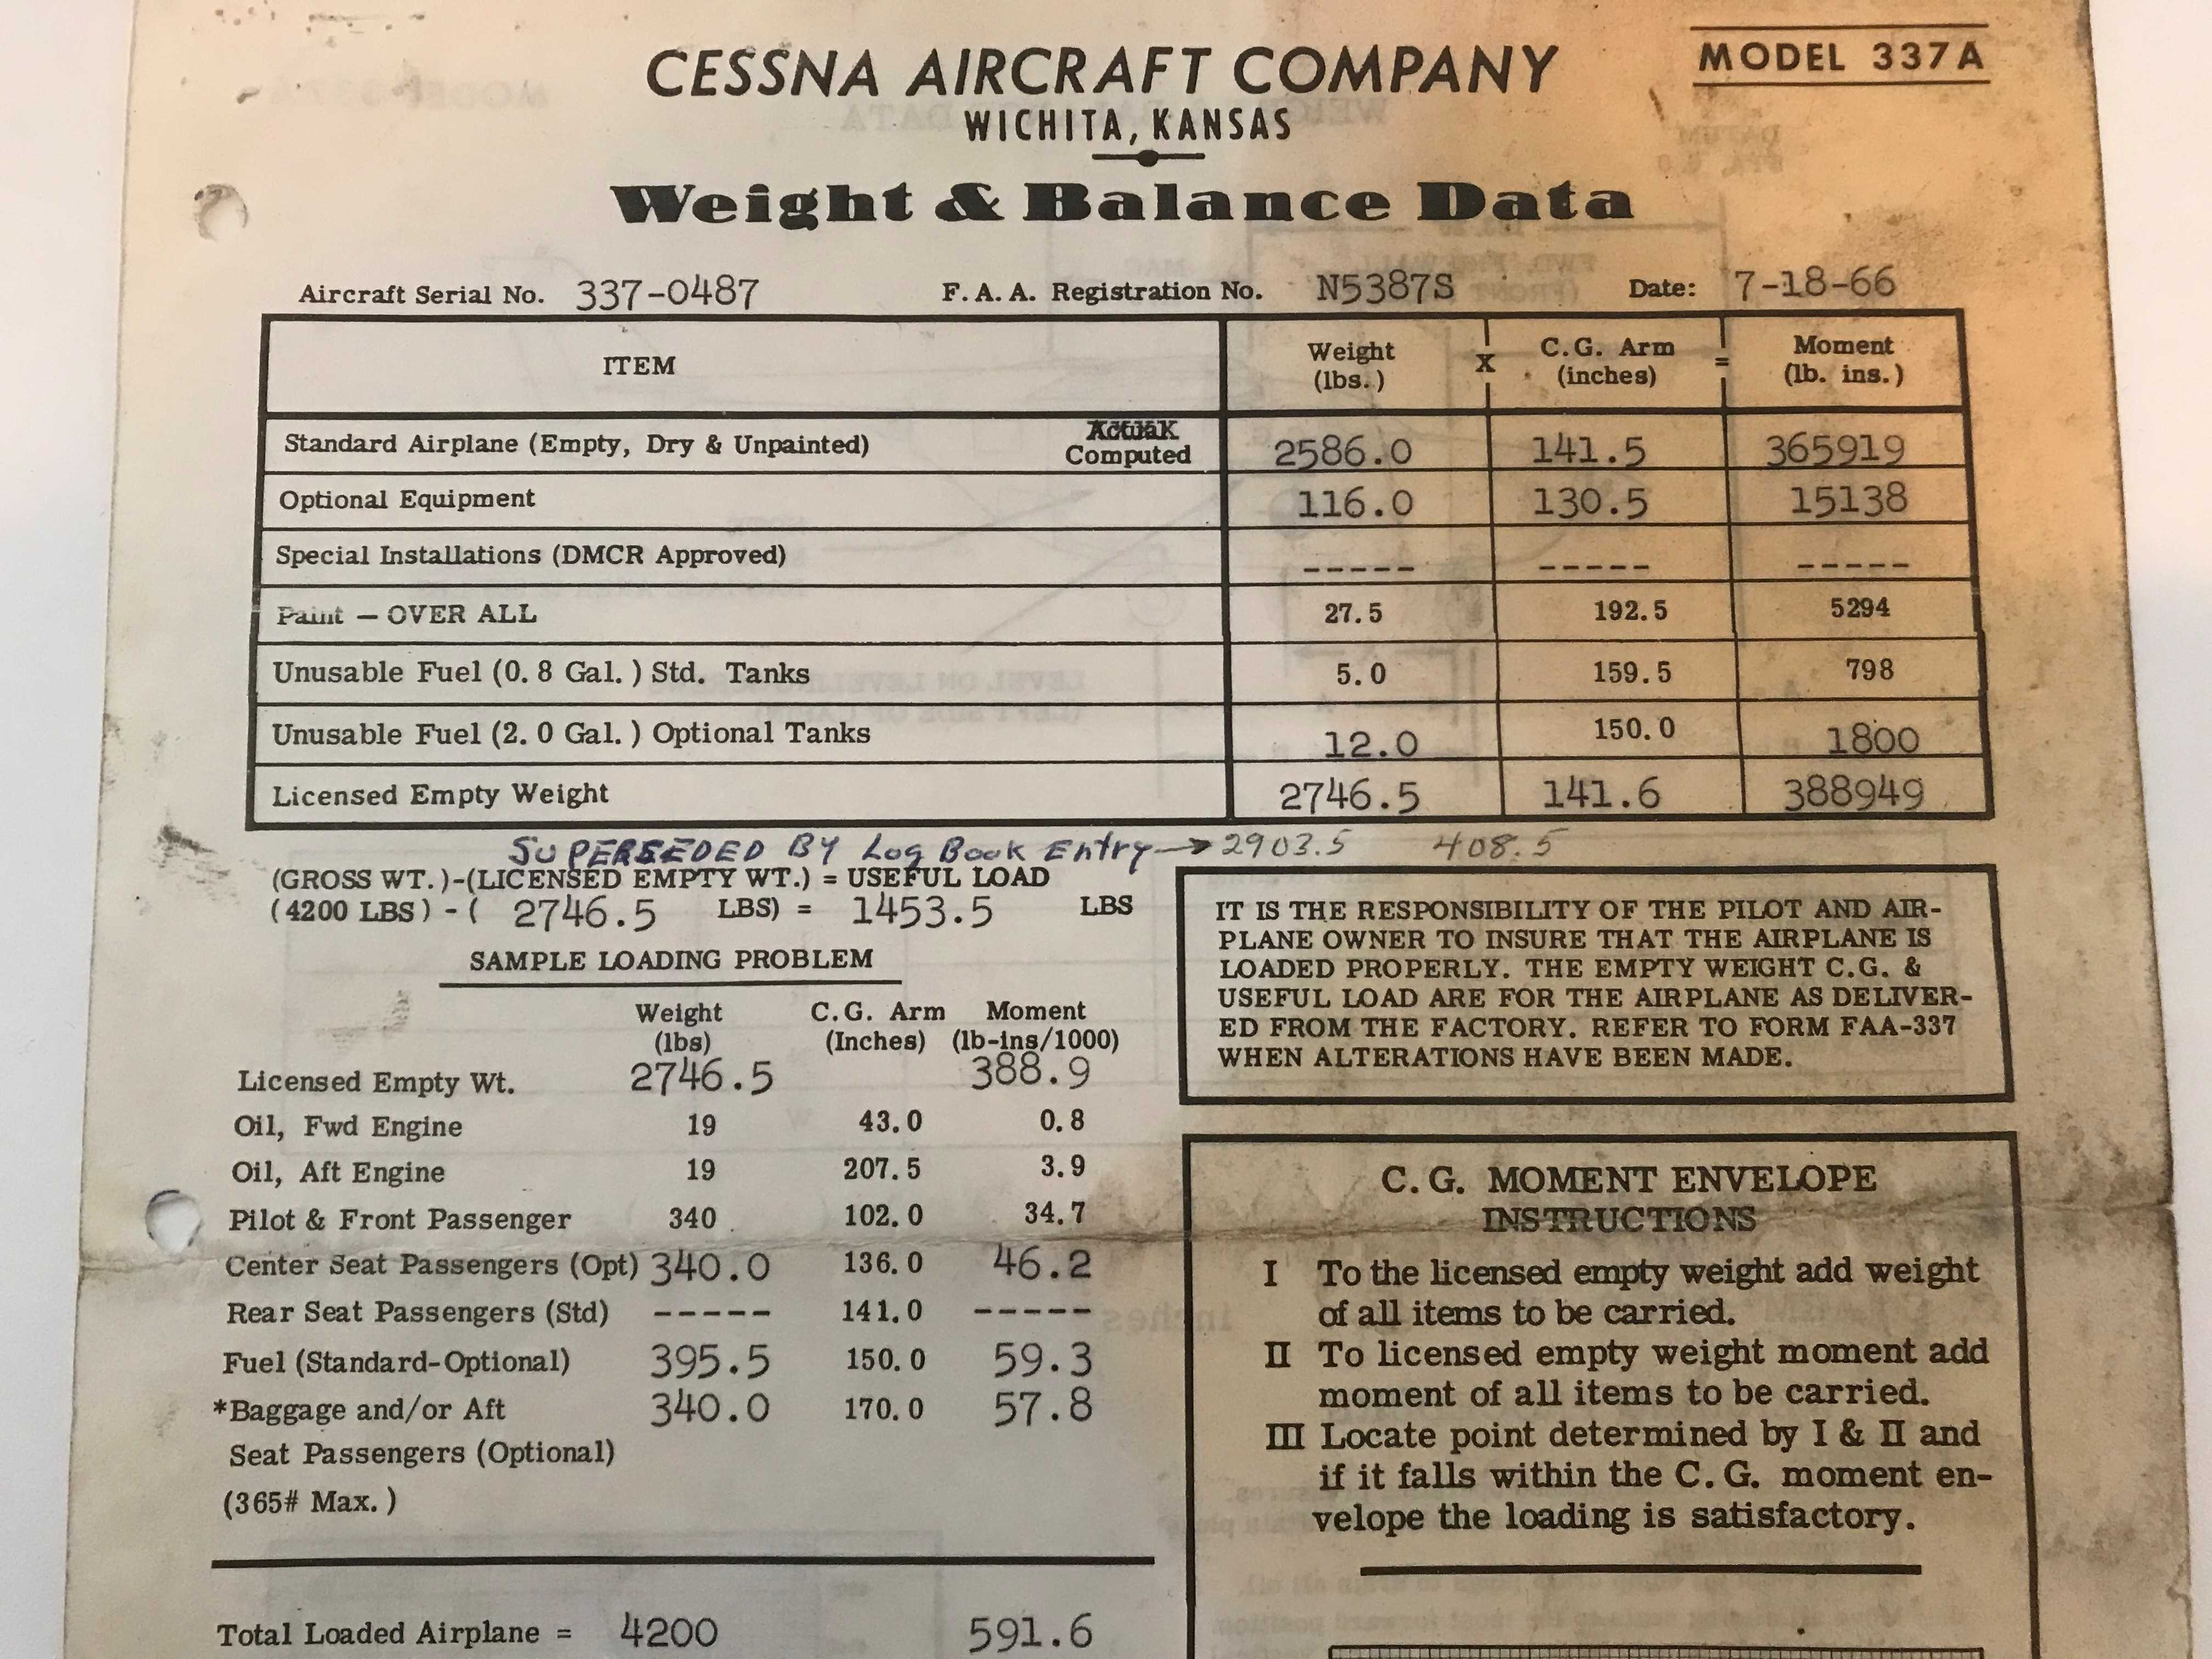 CESSNA AIRCRAFT COMPANY
MODEL 337A
WICHITA, KANSAS
Weight & Balance Data
Aircraft Serial No. 337-0487 F. A. A. Registration No. N5387S Date: 7-18-66
ITEM Weight (lbs.) X C.G. Arm (inches) = Moment (lb. ins.)
Standard Airplane (Empty, Dry & Unpainted) Actual Computed 2586.0 141.5 365919
Optional Equipment 116.0 130.5 15138
Special Installations (DMCR Approved) ----- ----- -----
Paint — OVER ALL 27.5 192.5 5294
Unusable Fuel (0.8 Gal.) Std. Tanks 5.0 159.5 798
Unusable Fuel (2.0 Gal.) Optional Tanks 12.0 150.0 1800
Licensed Empty Weight 2746.5 141.6 388949
SUPERSEDED BY Log Book Entry → 2903.5 408.5
(GROSS WT.)-(LICENSED EMPTY WT.) = USEFUL LOAD
(4200 LBS) - ( 2746.5 LBS) = 1453.5 LBS
SAMPLE LOADING PROBLEM
Weight (lbs) C.G. Arm (Inches) Moment (lb-ins/1000)
Licensed Empty Wt. 2746.5 388.9
Oil, Fwd Engine 19 43.0 0.8
Oil, Aft Engine 19 207.5 3.9
Pilot & Front Passenger 340 102.0 34.7
Center Seat Passengers (Opt) 340.0 136.0 46.2
Rear Seat Passengers (Std) ----- 141.0 -----
Fuel (Standard-Optional) 395.5 150.0 59.3
*Baggage and/or Aft 340.0 170.0 57.8
Seat Passengers (Optional)
(365# Max.)
Total Loaded Airplane = 4200 591.6
IT IS THE RESPONSIBILITY OF THE PILOT AND AIR-
PLANE OWNER TO INSURE THAT THE AIRPLANE IS
LOADED PROPERLY. THE EMPTY WEIGHT C.G. &
USEFUL LOAD ARE FOR THE AIRPLANE AS DELIVER-
ED FROM THE FACTORY. REFER TO FORM FAA-337
WHEN ALTERATIONS HAVE BEEN MADE.
C.G. MOMENT ENVELOPE
INSTRUCTIONS
I To the licensed empty weight add weight
of all items to be carried.
II To licensed empty weight moment add
moment of all items to be carried.
III Locate point determined by I & II and
if it falls within the C.G. moment en-
velope the loading is satisfactory.